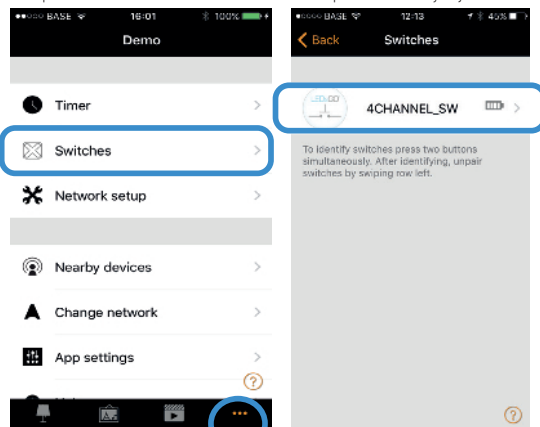 BASE 16:01 100%
Demo
Timer
Switches
Network setup
Nearby devices
Change network
App settings
?
BASE 12:13 45%
Back Switches
4CHANNEL_SW
To identify switches press two buttons
simultaneously. After identifying, unpair
switches by swiping row left.
?